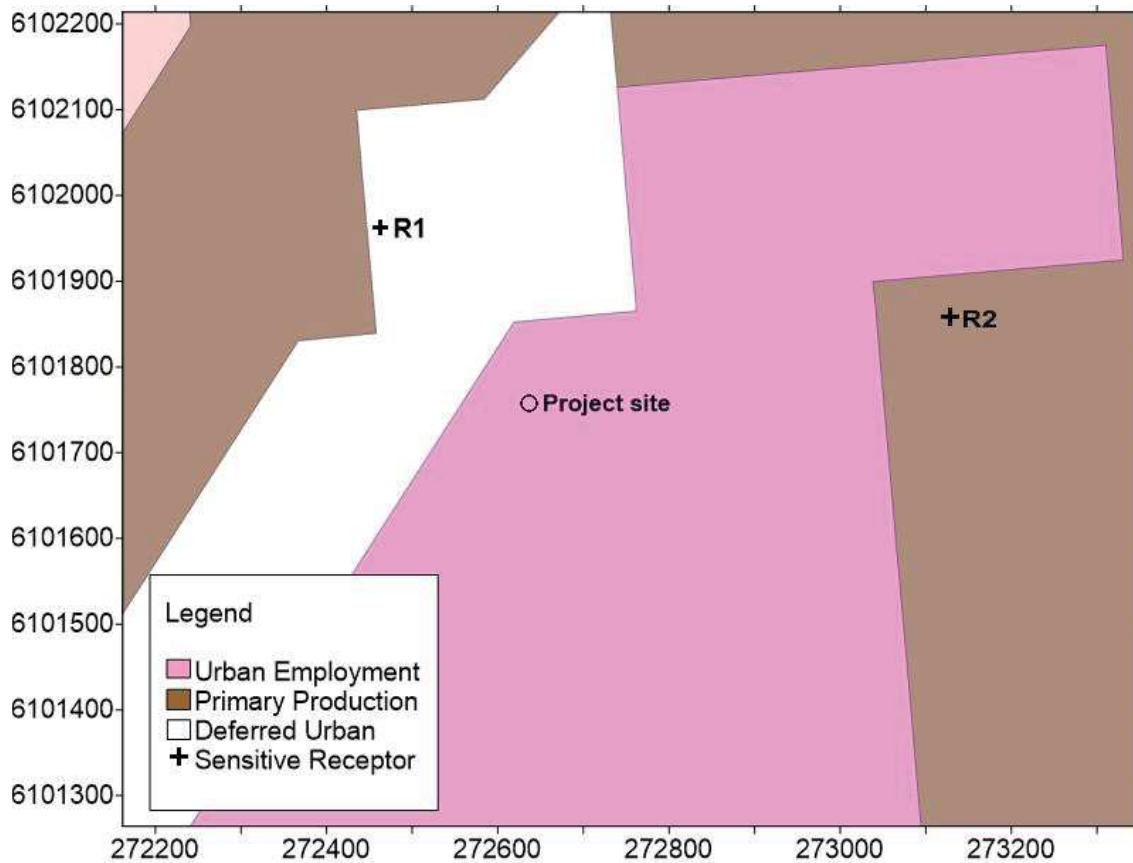 6102200
6102100
6102000
R1
6101900
R2
6101800
Project site
6101700
6101600
6101500
Legend
Urban Employment
6101400
Primary Production
Deferred Urban
Sensitive Receptor
6101300
272200 272400 272600 272800 273000 273200